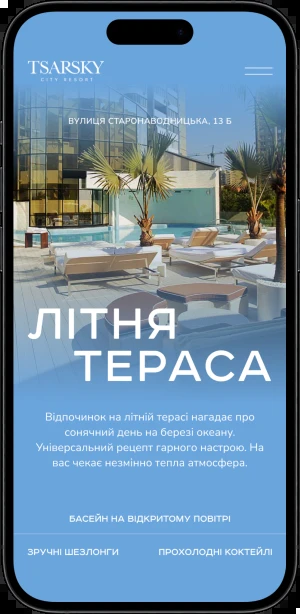 TSARSKY
CITY RESORT
ВУЛИЦЯ СТАРОНАВОДНИЦЬКА, 13 Б
ЛІТНЯ
ТЕРАСА
Відпочинок на літній терасі нагадає про
сонячний день на березі океану.
Універсальний рецепт гарного настрою. На
вас чекає незмінно тепла атмосфера.
БАСЕЙН НА ВІДКРИТОМУ ПОВІТРІ
ЗРУЧНІ ШЕЗЛОНГИ ПРОХОЛОДНІ КОКТЕЙЛІ